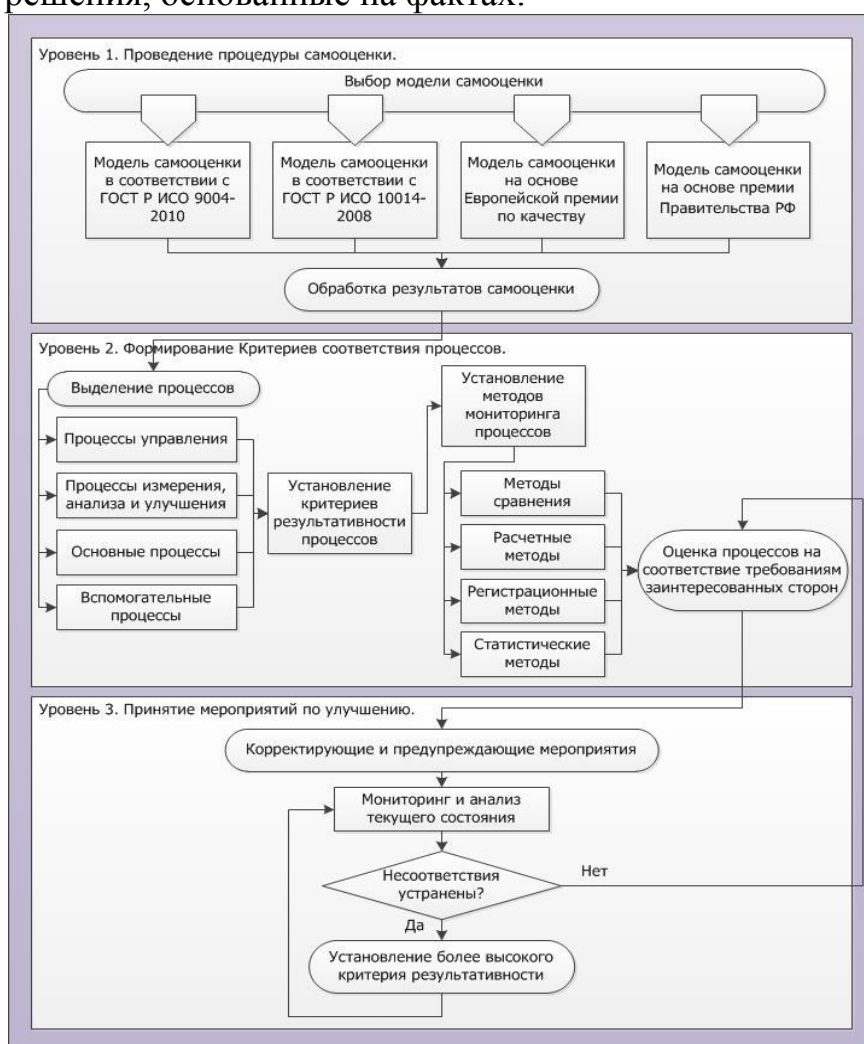 решения, основанные на фактах.
Уровень 1. Проведение процедуры самооценки.
Выбор модели самооценки
Модель самооценки
в соответствии с
ГОСТ Р ИСО 9004-
2010
Модель самооценки
в соответствии с
ГОСТ Р ИСО 10014-
2008
Модель самооценки
на основе
Европейской премии
по качеству
Модель самооценки
на основе премии
Правительства РФ
Обработка результатов самооценки
Уровень 2. Формирование Критериев соответствия процессов.
Выделение процессов
Процессы управления
Процессы измерения,
анализа и улучшения
Основные процессы
Вспомогательные
процессы
Установление
критериев
результативности
процессов
Установление
методов
мониторинга
процессов
Методы
сравнения
Расчетные
методы
Регистрационные
методы
Статистические
методы
Оценка процессов на
соответствие требованиям
заинтересованных сторон
Уровень 3. Принятие мероприятий по улучшению.
Корректирующие и предупреждающие мероприятия
Мониторинг и анализ
текущего состояния
Несоответствия
устранены?
Нет
Да
Установление более высокого
критерия результативности